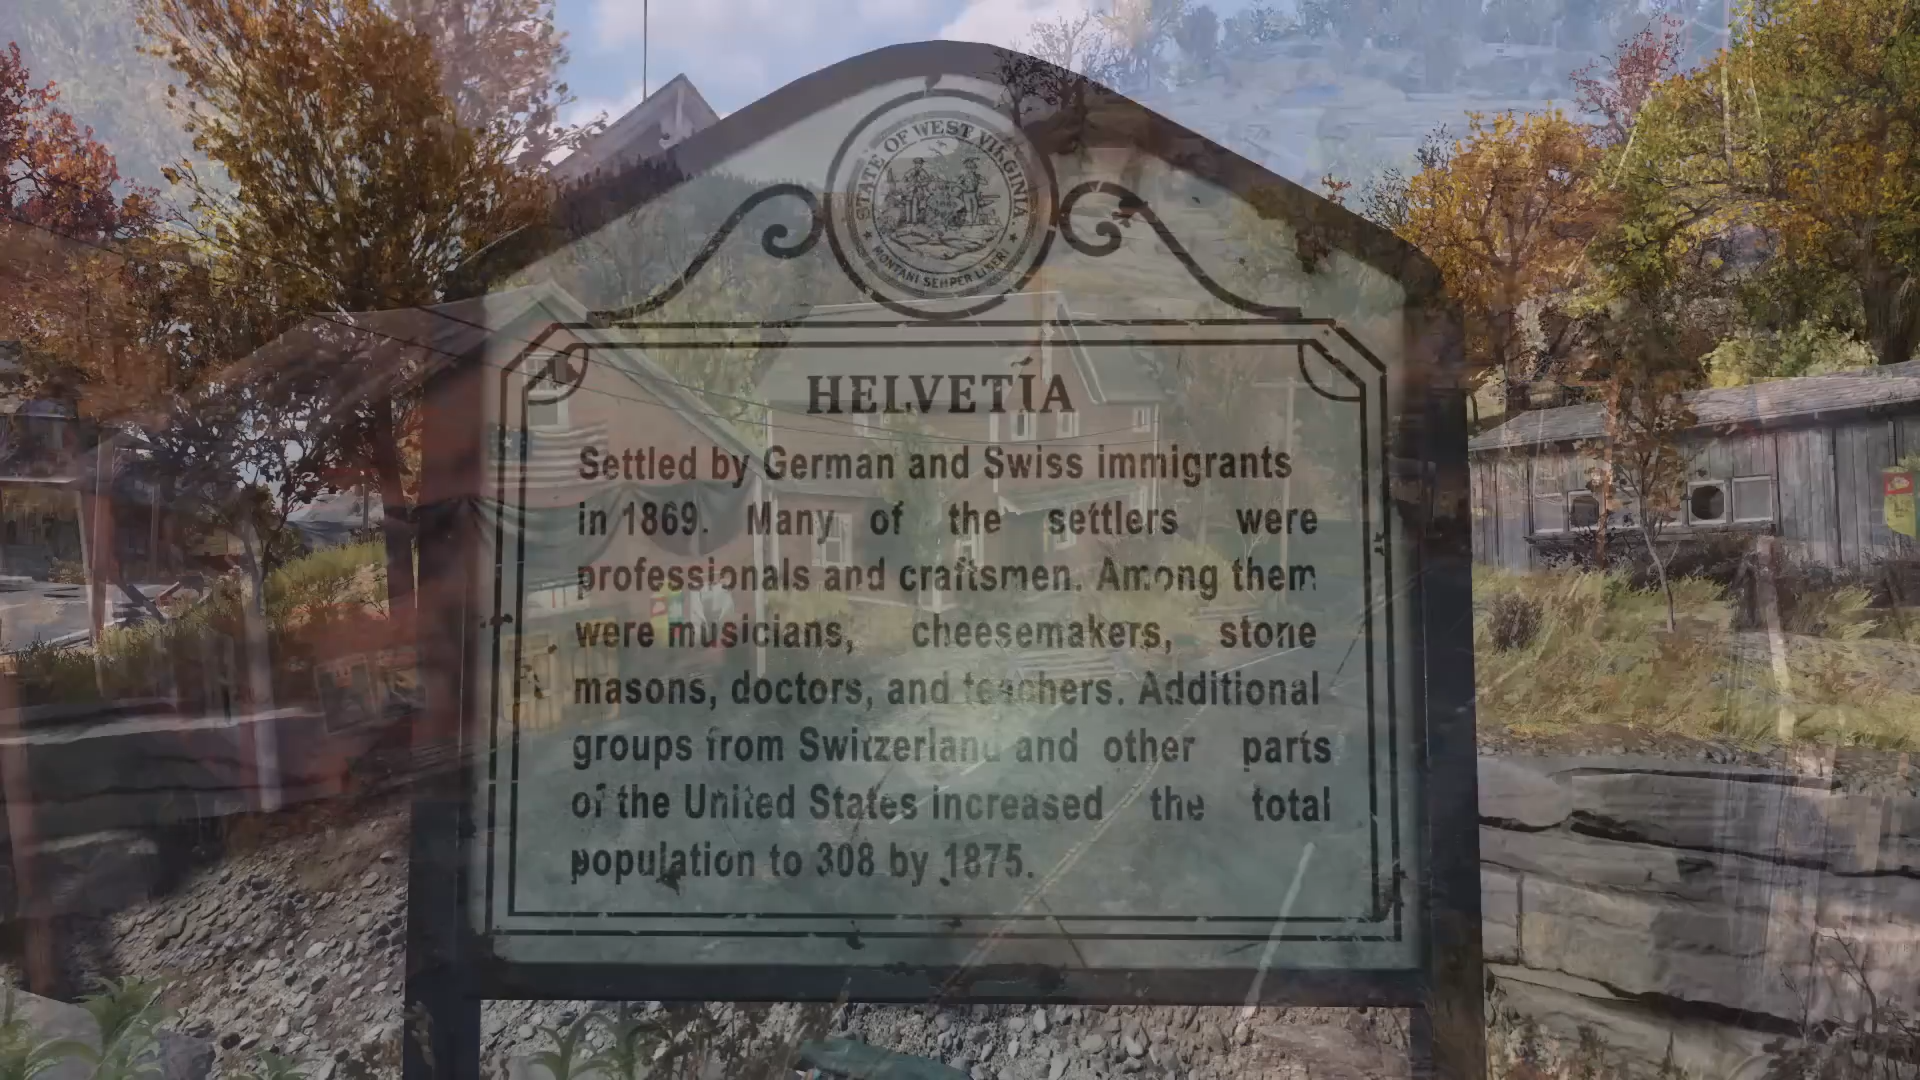 STATE OF WEST VIRGINIA
MONTANI SEMPER LIBERI
HELVETIA
Settled by German and Swiss immigrants
in 1869. Many of the settlers were
professionals and craftsmen. Among them
were musicians, cheesemakers, stone
masons, doctors, and teachers. Additional
groups from Switzerland and other parts
of the United States increased the total
population to 308 by 1875.